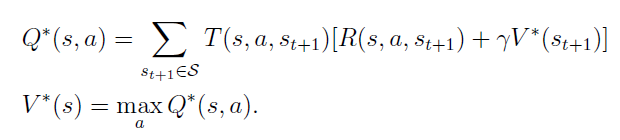 Q*(s, a) = ∑_{s_{t+1}∈𝒮} T(s, a, s_{t+1})[R(s, a, s_{t+1}) + γV*(s_{t+1})]
V*(s) = max_a Q*(s, a).